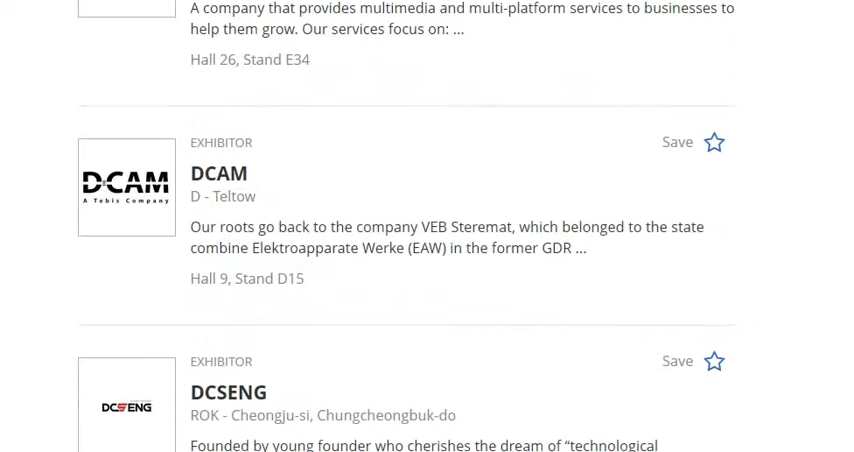 A company that provides multimedia and multi-platform services to businesses to
help them grow. Our services focus on: ...
Hall 26, Stand E34
EXHIBITOR
Save
D-CAM
A Tebis Company
DCAM
D - Teltow
Our roots go back to the company VEB Steremat, which belonged to the state
combine Elektroapparate Werke (EAW) in the former GDR ...
Hall 9, Stand D15
EXHIBITOR
Save
DCSENG
DCSENG
ROK - Cheongju-si, Chungcheongbuk-do
Founded by young founder who cherishes the dream of “technological